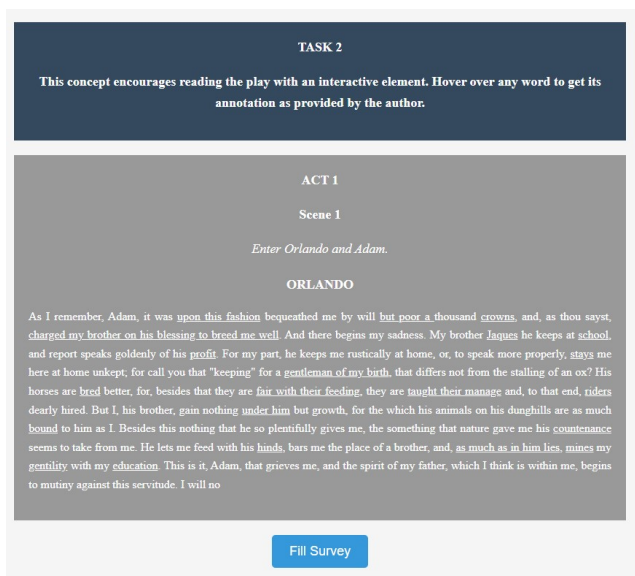 TASK 2
This concept encourages reading the play with an interactive element. Hover over any word to get its
annotation as provided by the author.
ACT 1
Scene 1
Enter Orlando and Adam.
ORLANDO
As I remember, Adam, it was upon this fashion bequeathed me by will but poor a thousand crowns, and, as thou sayst,
charged my brother on his blessing to breed me well. And there begins my sadness. My brother Jaques he keeps at school,
and report speaks goldenly of his profit. For my part, he keeps me rustically at home, or, to speak more properly, stays me
here at home unkept; for call you that "keeping" for a gentleman of my birth, that differs not from the stalling of an ox? His
horses are bred better, for, besides that they are fair with their feeding, they are taught their manage and, to that end, riders
dearly hired. But I, his brother, gain nothing under him but growth, for the which his animals on his dunghills are as much
bound to him as I. Besides this nothing that he so plentifully gives me, the something that nature gave me his countenance
seems to take from me. He lets me feed with his hinds, bars me the place of a brother, and, as much as in him lies, mines my
gentility with my education. This is it, Adam, that grieves me, and the spirit of my father, which I think is within me, begins
to mutiny against this servitude. I will no
Fill Survey